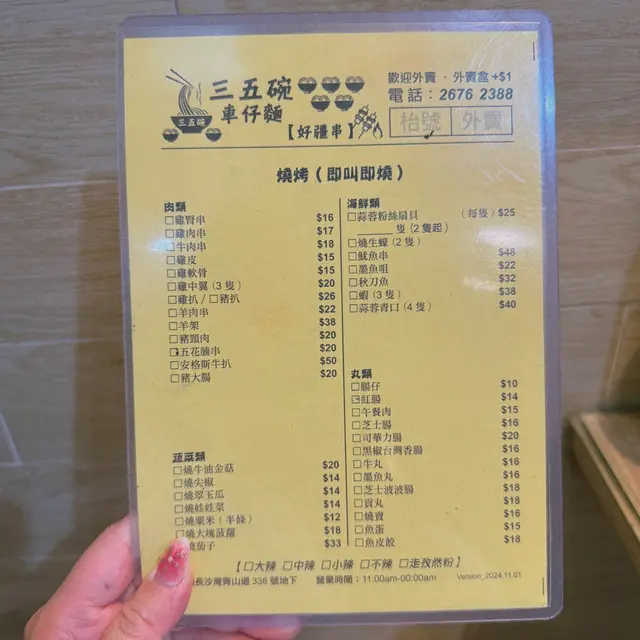 三五碗
車仔麵
【好彊串】
三五碗
歡迎外賣 · 外賣盒+$1
電話：2676 2388
枱號 外賣
燒烤（即叫即燒）
肉類
□雞腎串 $16
□雞肉串 $17
□牛肉串 $18
□雞皮 $15
□雞軟骨 $15
□雞中翼（3 隻） $20
□雞扒 / □豬扒 $26
□羊肉串 $22
□羊架 $38
□豬頸肉 $20
□五花腩串 $20
□安格斯牛扒 $50
□豬大腸 $20
蔬菜類
□燒牛油金菇 $20
□燒尖椒 $14
□燒翠玉瓜 $14
□燒娃娃菜 $14
□燒粟米（半條） $12
□燒大塊菠蘿 $18
燒茄子 $33
海鮮類
□蒜蓉粉絲扇貝 （每隻）$25
______ 隻（2 隻起）
□燒生蠔（2 隻）
□魷魚串 $48
□墨魚咀 $22
□秋刀魚 $32
□蝦（3 隻） $38
□蒜蓉青口（4 隻） $40
丸類
□腸仔 $10
□紅腸 $14
□午餐肉 $15
□芝士腸 $16
□司華力腸 $20
□黑椒台灣香腸 $16
□牛丸 $16
□墨魚丸 $16
□芝士波波腸 $18
□貢丸 $18
□燒賣 $16
□魚蛋 $15
□魚皮餃 $18
【□大辣 □中辣 □小辣 □不辣 □走孜然粉】
長沙灣青山道 336 號地下 營業時間：11:00am-00:00am Version_2024.11.01